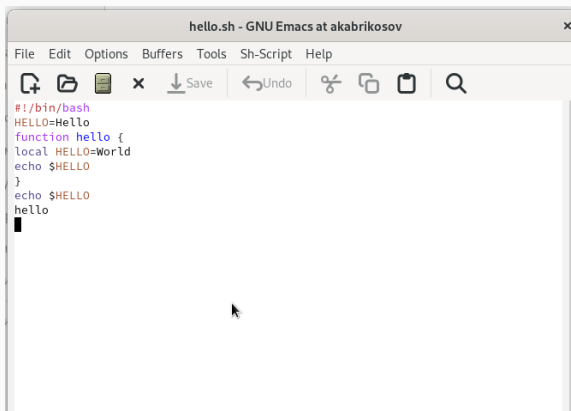 hello.sh - GNU Emacs at akabrikosov
File Edit Options Buffers Tools Sh-Script Help
Save Undo
#!/bin/bash
HELLO=Hello
function hello {
local HELLO=World
echo $HELLO
}
echo $HELLO
hello